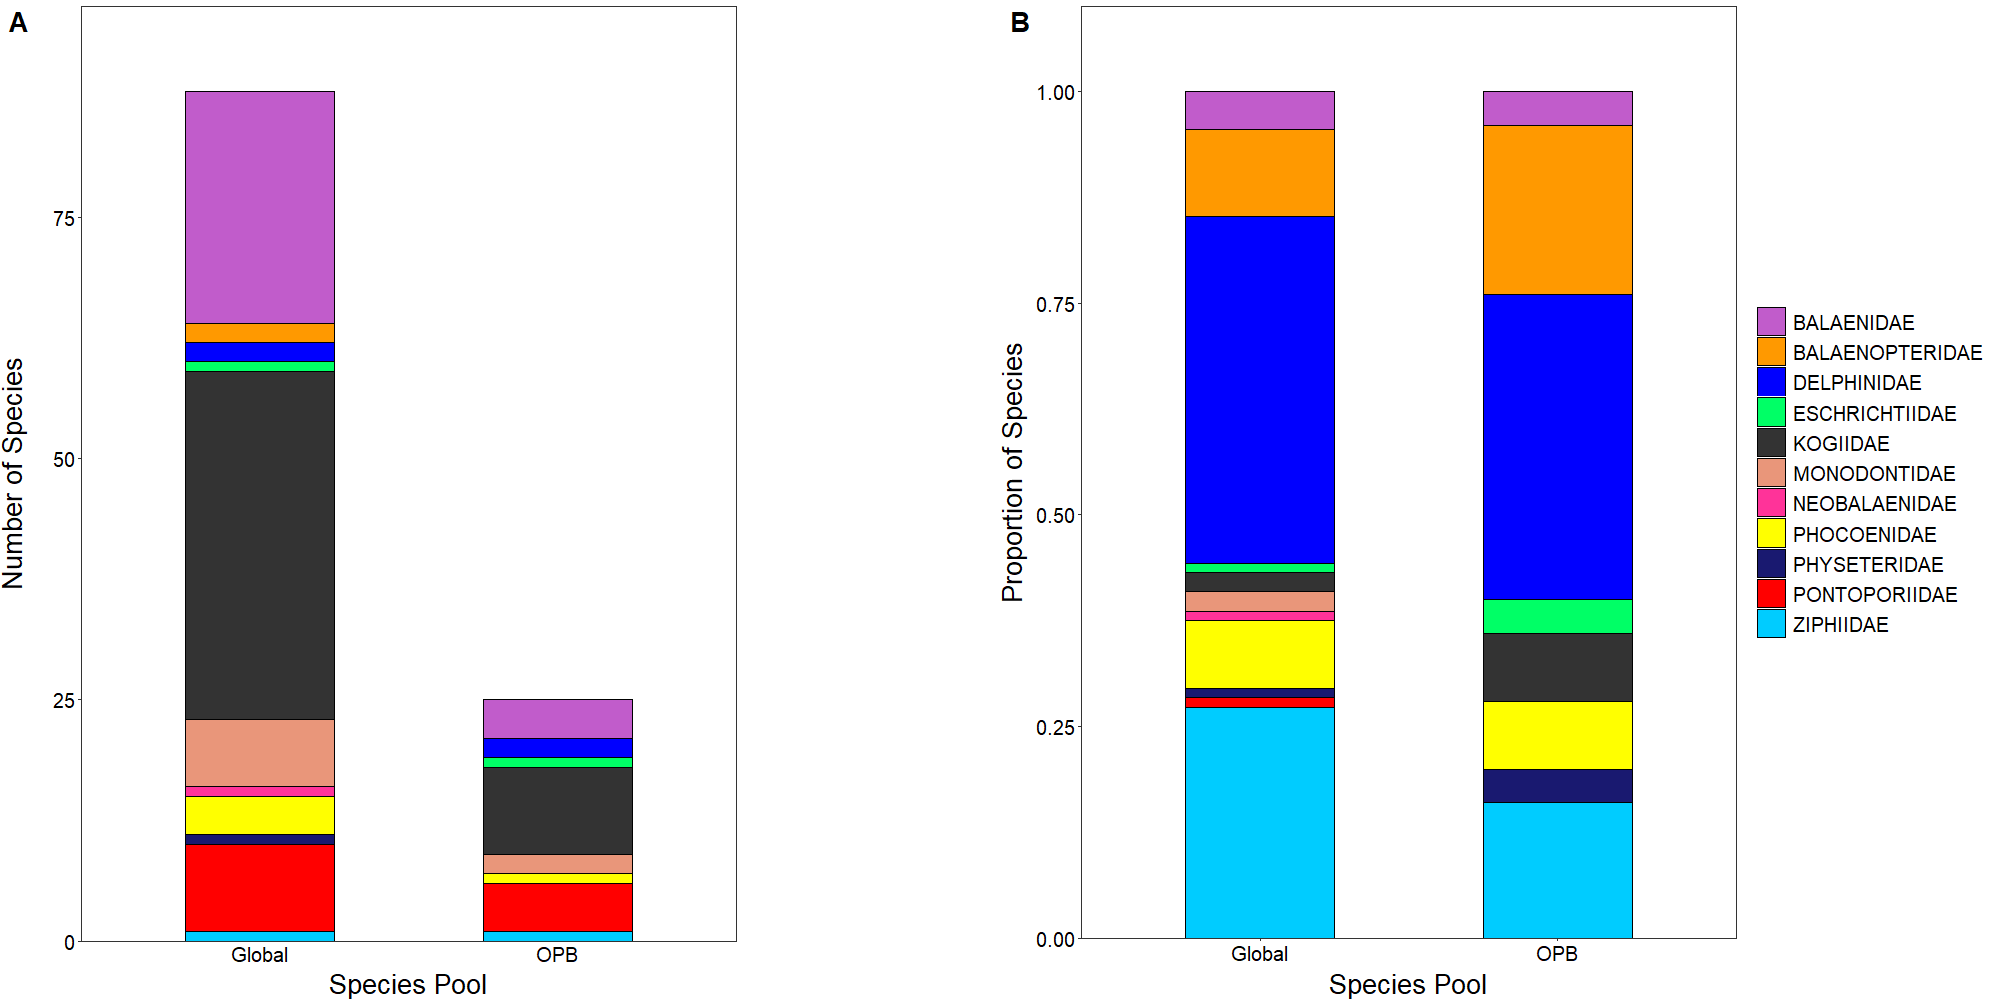 A
Number of Species
75
50
25
0
Global
OPB
Species Pool
B
Proportion of Species
1.00
0.75
0.50
0.25
0.00
Global
OPB
Species Pool
BALAENIDAE
BALAENOPTERIDAE
DELPHINIDAE
ESCHRICHTIIDAE
KOGIIDAE
MONODONTIDAE
NEOBALAENIDAE
PHOCOENIDAE
PHYSETERIDAE
PONTOPORIIDAE
ZIPHIIDAE